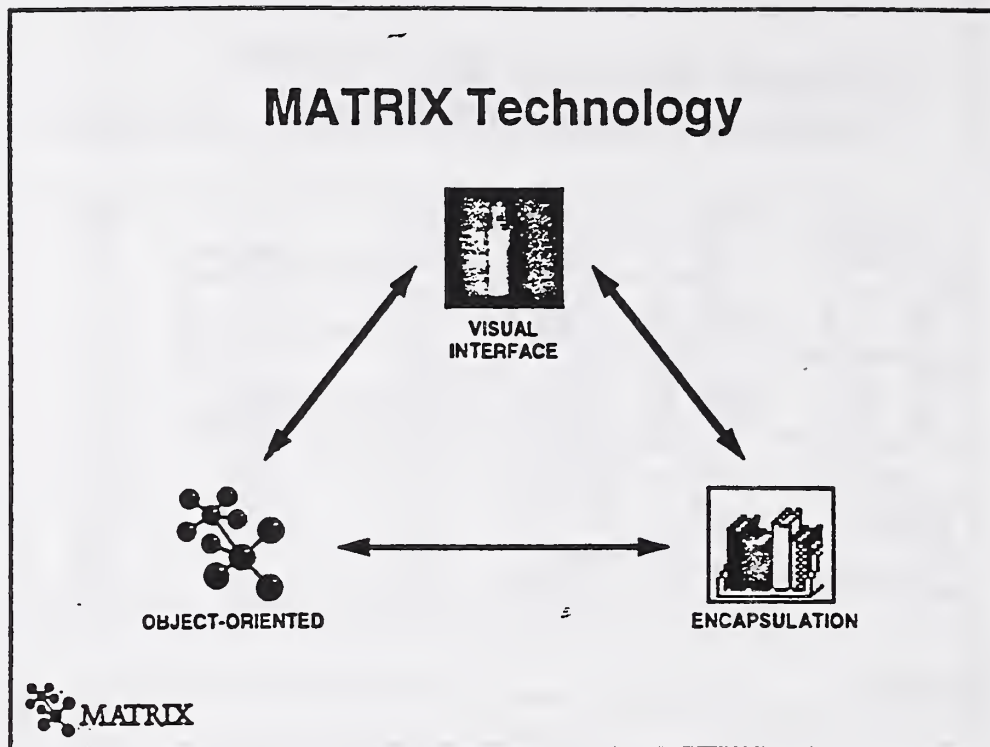 MATRIX Technology
VISUAL
INTERFACE
OBJECT-ORIENTED
ENCAPSULATION
MATRIX